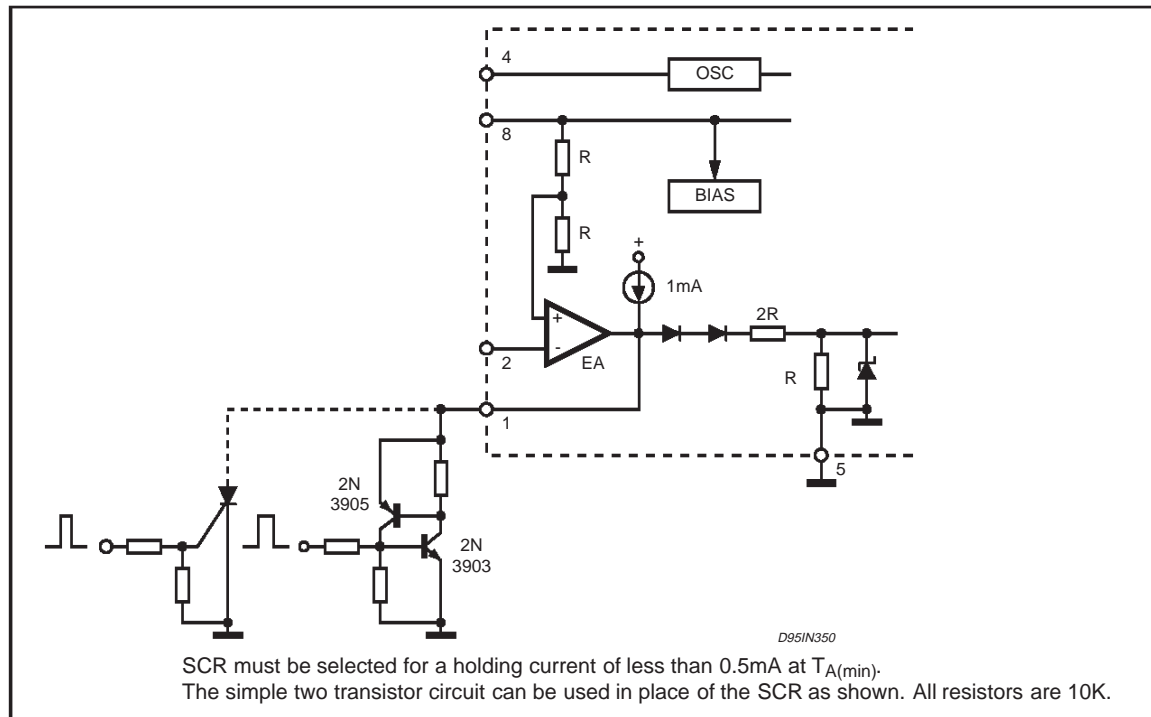 4
OSC
8
R
BIAS
R
+
1mA
2R
+
-
EA
2
R
1
5
2N
3905
2N
3903
D95IN350
SCR must be selected for a holding current of less than 0.5mA at TA(min).
The simple two transistor circuit can be used in place of the SCR as shown. All resistors are 10K.